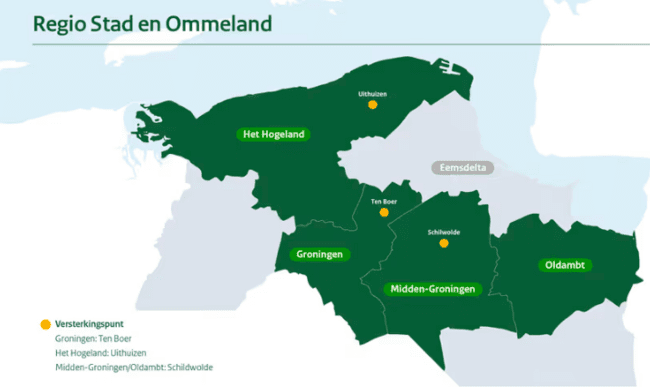 Regio Stad en Ommeland
Uithuizen
Het Hogeland
Eemsdelta
Ten Boer
Schilwolde
Groningen
Oldambt
Midden-Groningen
Versterkingspunt
Groningen: Ten Boer
Het Hogeland: Uithuizen
Midden-Groningen/Oldambt: Schildwolde